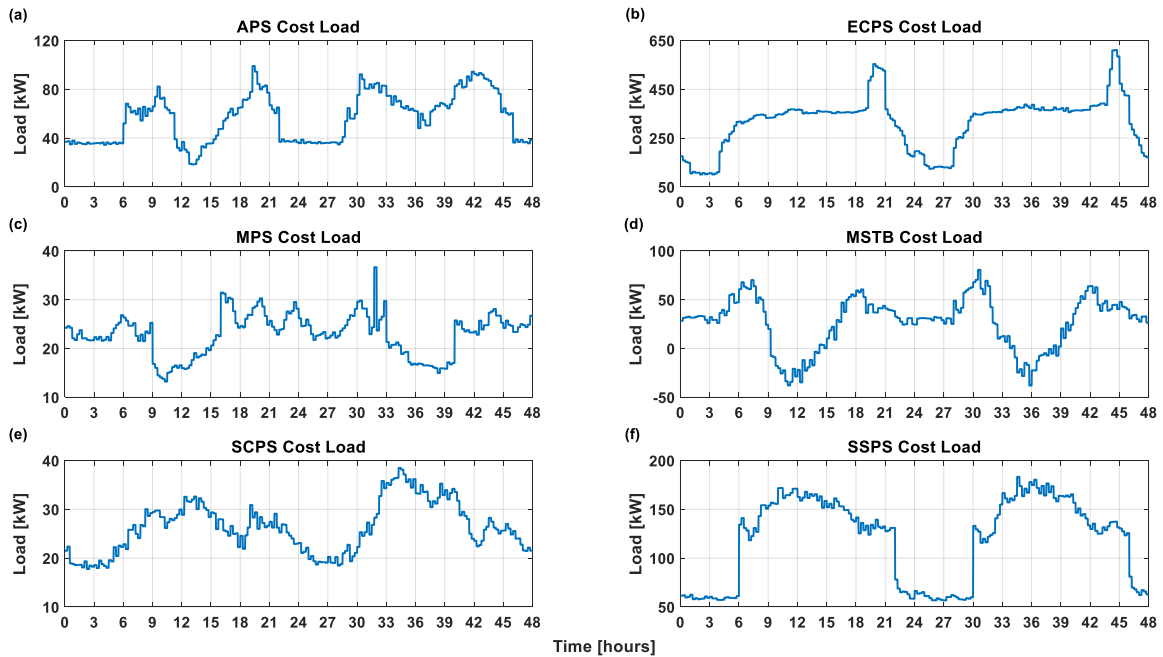 (a)
APS Cost Load
Load [kW]
120
80
40
0
0 3 6 9 12 15 18 21 24 27 30 33 36 39 42 45 48
(b)
ECPS Cost Load
Load [kW]
650
450
250
50
0 3 6 9 12 15 18 21 24 27 30 33 36 39 42 45 48
(c)
MPS Cost Load
Load [kW]
40
30
20
10
0 3 6 9 12 15 18 21 24 27 30 33 36 39 42 45 48
(d)
MSTB Cost Load
Load [kW]
100
50
0
-50
0 3 6 9 12 15 18 21 24 27 30 33 36 39 42 45 48
(e)
SCPS Cost Load
Load [kW]
40
30
20
10
0 3 6 9 12 15 18 21 24 27 30 33 36 39 42 45 48
(f)
SSPS Cost Load
Load [kW]
200
150
100
50
0 3 6 9 12 15 18 21 24 27 30 33 36 39 42 45 48
Time [hours]